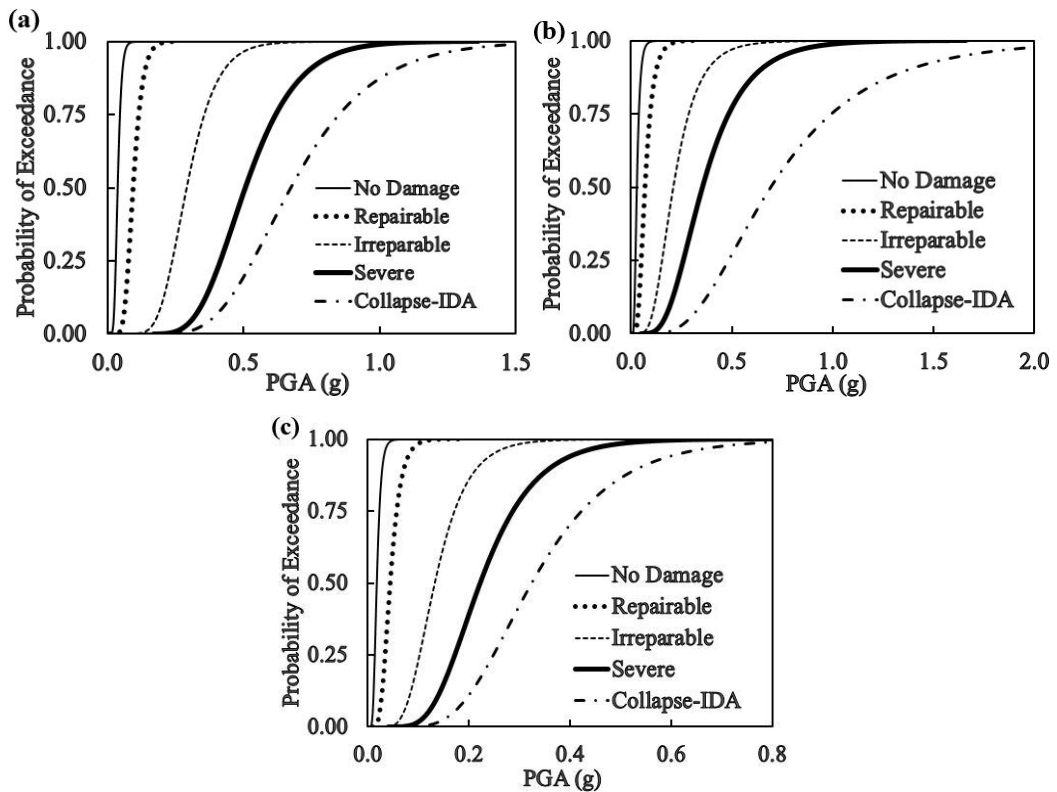 (a)
1.00
0.75
0.50
0.25
0.00
Probability of Exceedance
No Damage
Repairable
Irreparable
Severe
Collapse-IDA
0.0
0.5
1.0
1.5
PGA (g)
(b)
1.00
0.75
0.50
0.25
0.00
Probability of Exceedance
No Damage
Repairable
Irreparable
Severe
Collapse-IDA
0.0
0.5
1.0
1.5
2.0
PGA (g)
(c)
1.00
0.75
0.50
0.25
0.00
Probability of Exceedance
No Damage
Repairable
Irreparable
Severe
Collapse-IDA
0.0
0.2
0.4
0.6
0.8
PGA (g)